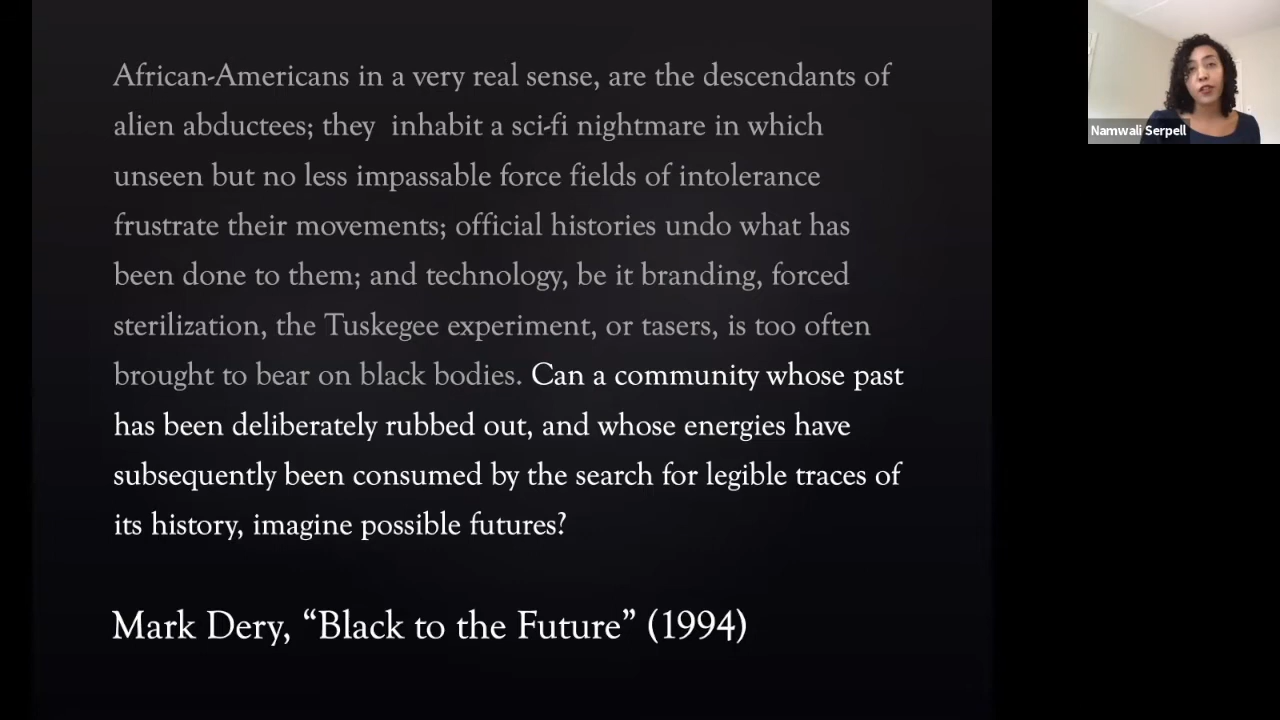 African-Americans in a very real sense, are the descendants of
alien abductees; they  inhabit a sci-fi nightmare in which
unseen but no less impassable force fields of intolerance
frustrate their movements; official histories undo what has
been done to them; and technology, be it branding, forced
sterilization, the Tuskegee experiment, or tasers, is too often
brought to bear on black bodies. Can a community whose past
has been deliberately rubbed out, and whose energies have
subsequently been consumed by the search for legible traces of
its history, imagine possible futures?
Mark Dery, “Black to the Future” (1994)
Namwali Serpell